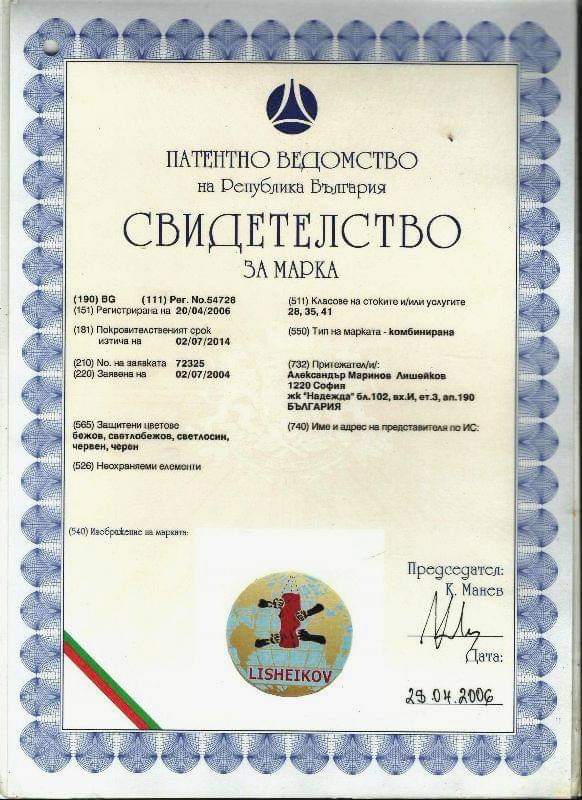 ПАТЕНТНО ВЕДОМСТВО
на Република България
СВИДЕТЕЛСТВО
ЗА МАРКА
(190) BG (111) Рег. No.54728
(151) Регистрирана на 20/04/2006
(181) Покровителственият срок
изтича на 02/07/2014
(210) No. на заявката 72325
(220) Заявена на 02/07/2004
(565) Защитени цветове
бежов, светлобежов, светлосин,
червен, черен
(526) Неохраняеми елементи
(511) Класове на стоките и/или услугите
28, 35, 41
(550) Тип на марката - комбинирана
(732) Притежател/и/:
Александър Маринов Лишейков
1220 София
жк "Надежда" бл.102, вх.И, ет.3, ап.190
БЪЛГАРИЯ
(740) Име и адрес на представителя по ИС:
(540) Изображение на марката:
LISHEIKOV
Председател:
К. Манев
Дата:
28.04.2006